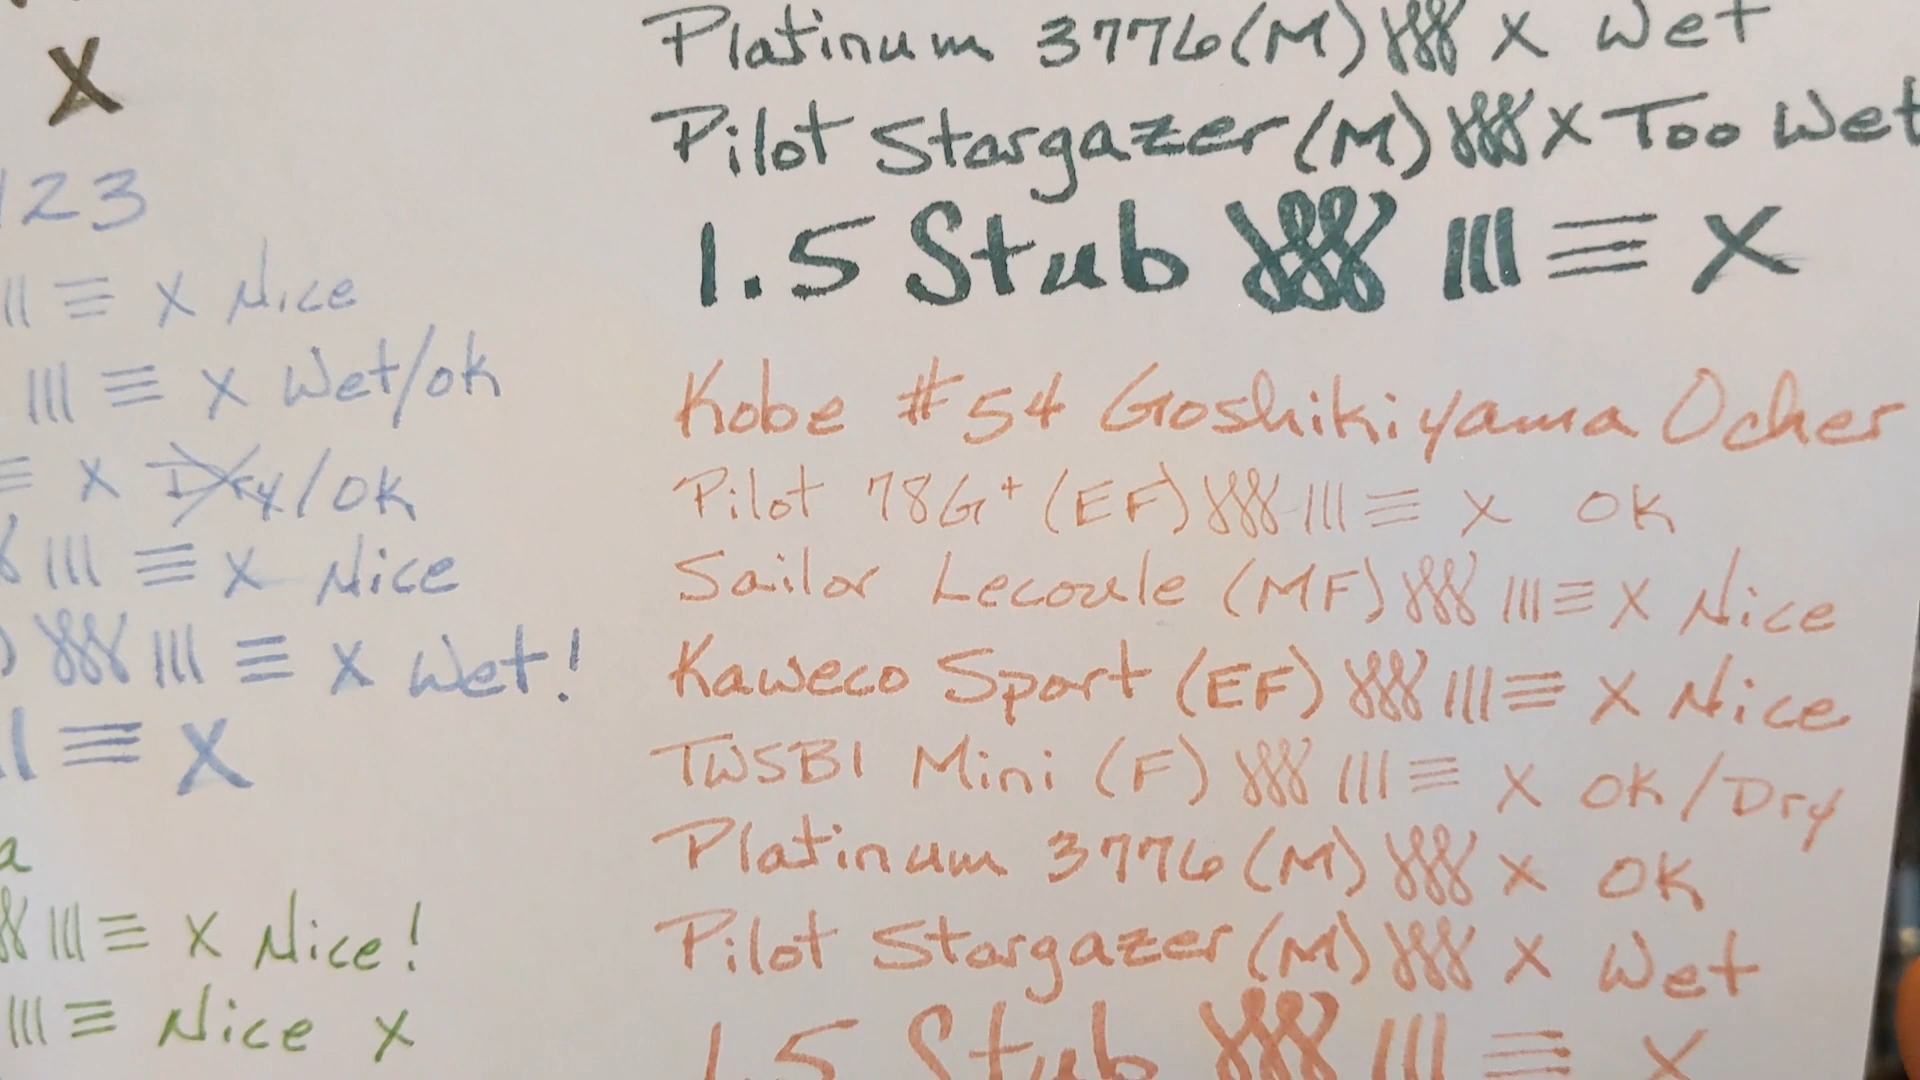 X
123
||| ≡ X Nice
||| ≡ X Wet/OK
≡ X Dry/OK
||| ≡ X Nice
) ||| ≡ X Wet!
|| ≡ X
a
||| ≡ X Nice!
||| ≡ Nice X
Platinum 3776 (M) X Wet
Pilot Stargazer (M) X Too Wet
1.5 Stub ||| ≡ X
Kobe #54 Goshikiyama Ocher
Pilot 78G+ (EF) ||| ≡ X OK
Sailor Lecoule (MF) ||| ≡ X Nice
Kaweco Sport (EF) ||| ≡ X Nice
TWSBI Mini (F) ||| ≡ X OK/Dry
Platinum 3776 (M) X OK
Pilot Stargazer (M) X Wet
1.5 Stub ||| ≡ X